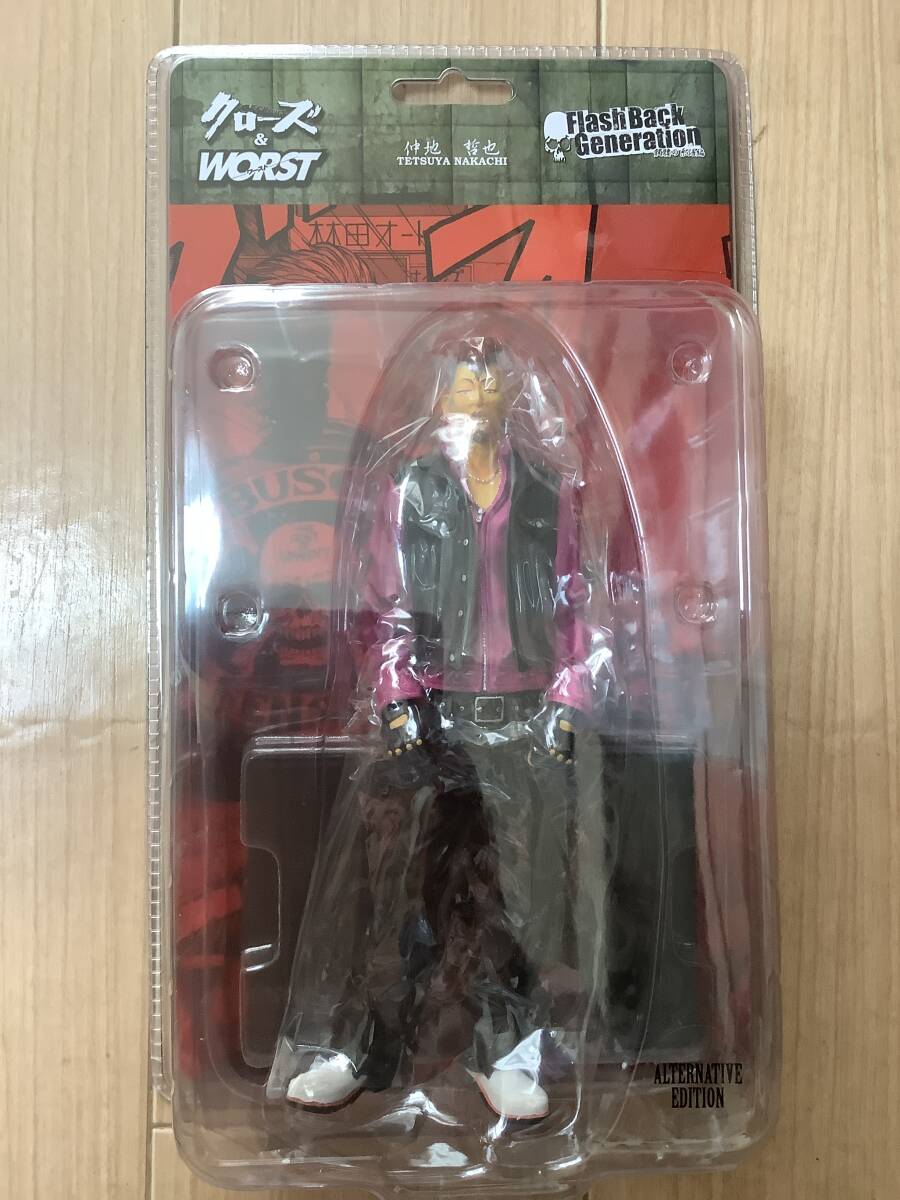 クローズ
&
WORST
仲地 哲也
TETSUYA NAKACHI
FlashBack
Generation
林田オート
BUSO
ALTERNATIVE
EDITION